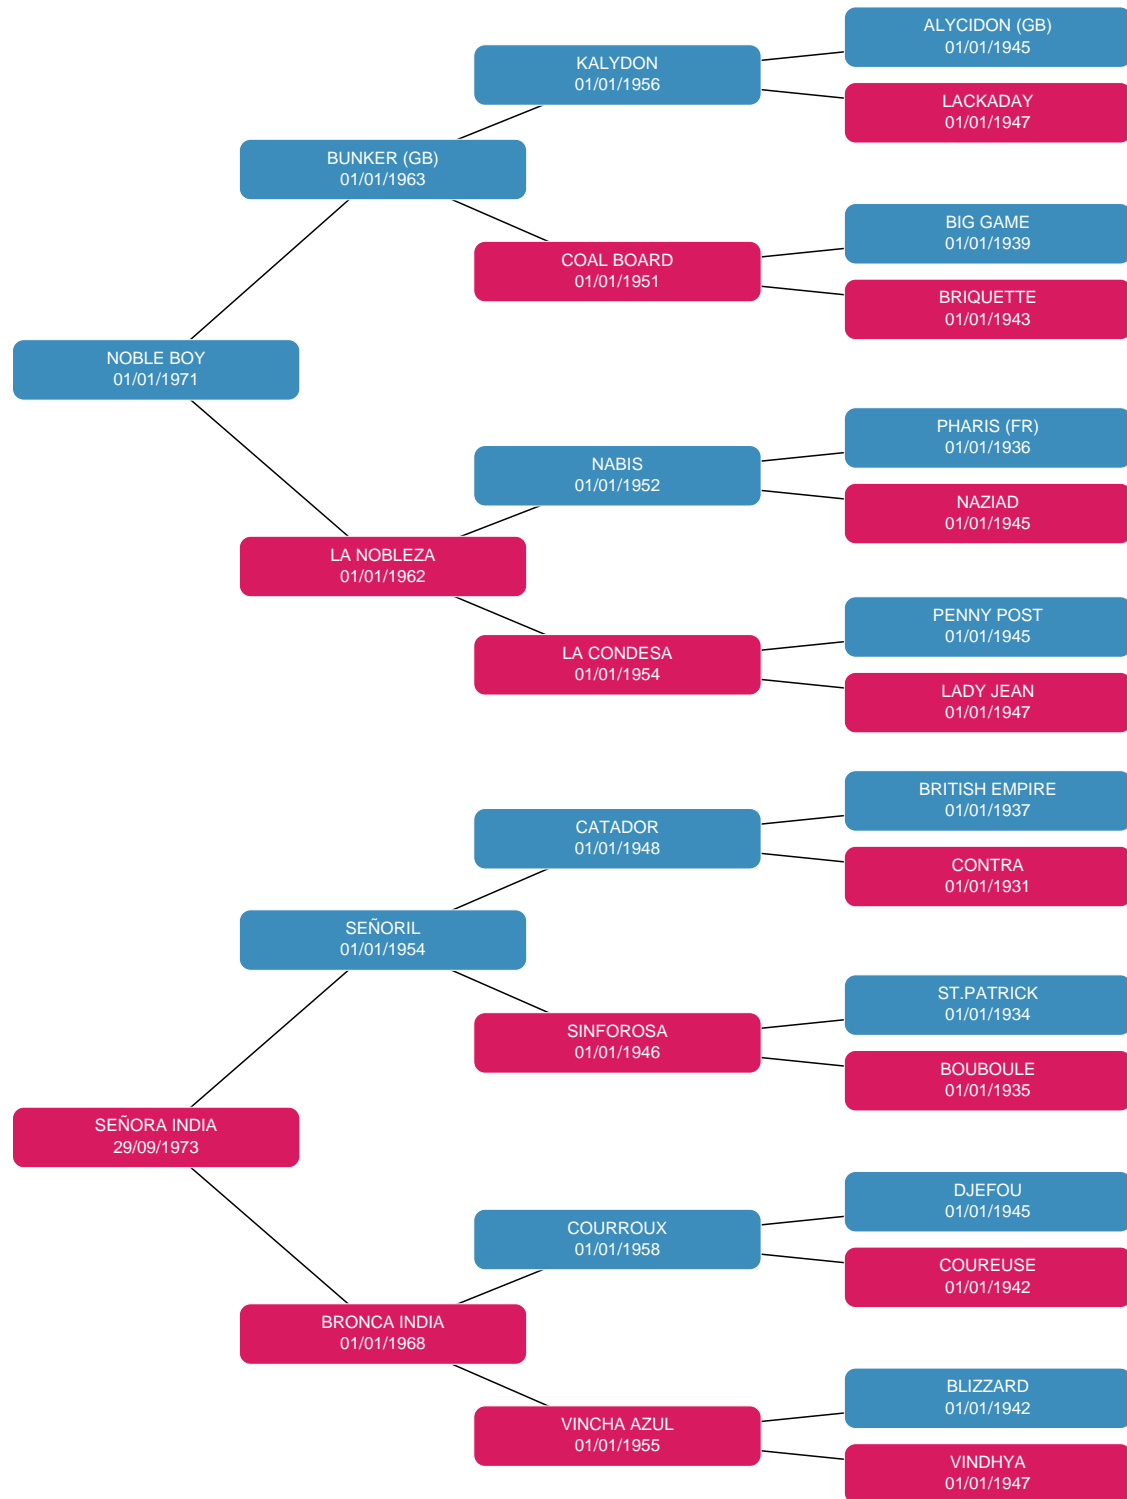 ALYCIDON (GB)
01/01/1945
KALYDON
01/01/1956
LACKADAY
01/01/1947
BUNKER (GB)
01/01/1963
BIG GAME
01/01/1939
COAL BOARD
01/01/1951
BRIQUETTE
01/01/1943
NOBLE BOY
01/01/1971
PHARIS (FR)
01/01/1936
NABIS
01/01/1952
NAZIAD
01/01/1945
LA NOBLEZA
01/01/1962
PENNY POST
01/01/1945
LA CONDESA
01/01/1954
LADY JEAN
01/01/1947
BRITISH EMPIRE
01/01/1937
CATADOR
01/01/1948
CONTRA
01/01/1931
SEÑORIL
01/01/1954
ST.PATRICK
01/01/1934
SINFOROSA
01/01/1946
BOUBOULE
01/01/1935
SEÑORA INDIA
29/09/1973
DJEFOU
01/01/1945
COURROUX
01/01/1958
COUREUSE
01/01/1942
BRONCA INDIA
01/01/1968
BLIZZARD
01/01/1942
VINCHA AZUL
01/01/1955
VINDHYA
01/01/1947